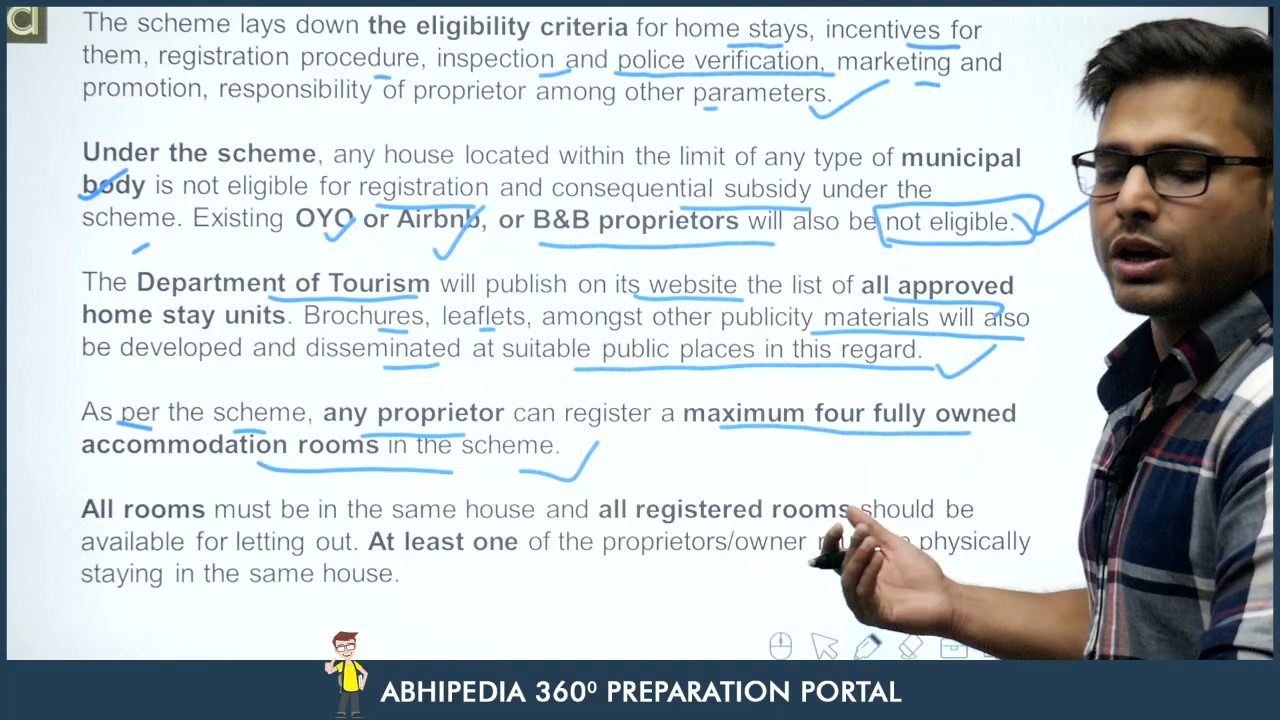 The scheme lays down the eligibility criteria for home stays, incentives for
them, registration procedure, inspection and police verification, marketing and
promotion, responsibility of proprietor among other parameters.
Under the scheme, any house located within the limit of any type of municipal
body is not eligible for registration and consequential subsidy under the
scheme. Existing OYO or Airbnb, or B&B proprietors will also be not eligible.
The Department of Tourism will publish on its website the list of all approved
home stay units. Brochures, leaflets, amongst other publicity materials will also
be developed and disseminated at suitable public places in this regard.
As per the scheme, any proprietor can register a maximum four fully owned
accommodation rooms in the scheme.
All rooms must be in the same house and all registered rooms should be
available for letting out. At least one of the proprietors/owner physically
staying in the same house.
ABHIPEDIA 360⁰ PREPARATION PORTAL